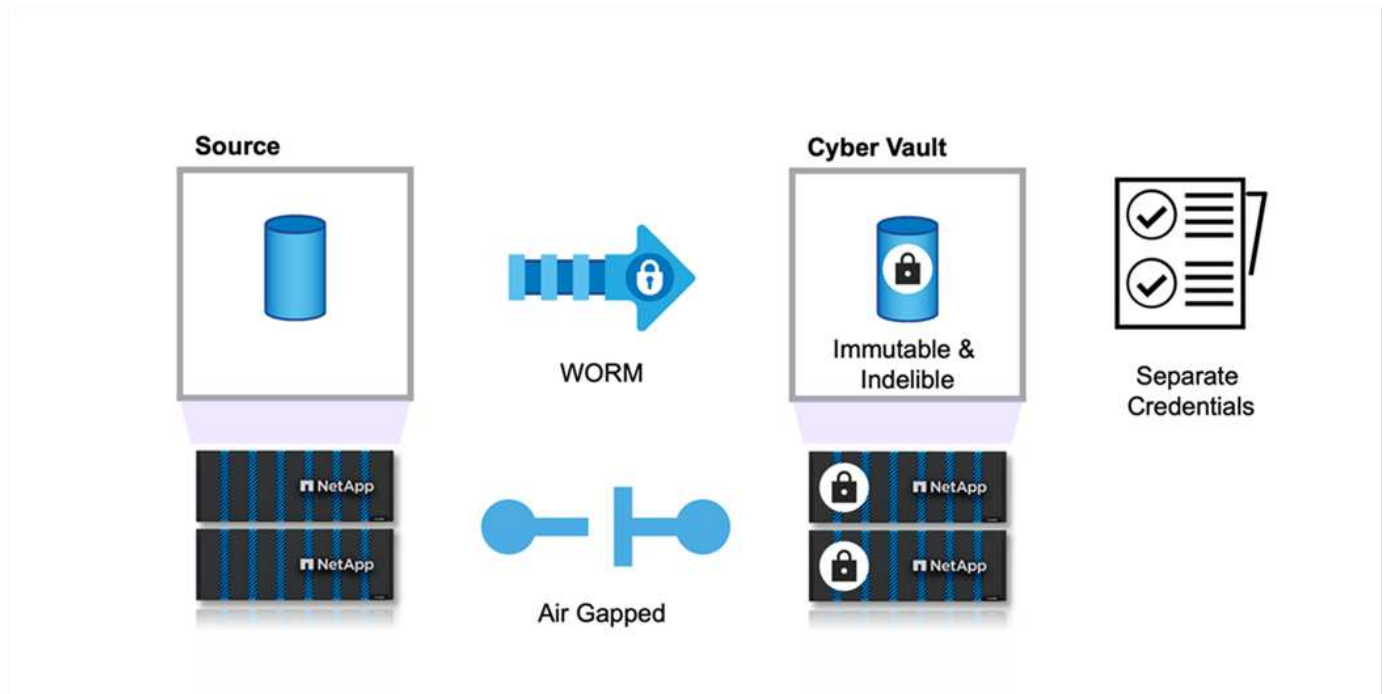 Source
Cyber Vault
WORM
Immutable &
Indelible
Separate
Credentials
NetApp
NetApp
NetApp
NetApp
Air Gapped